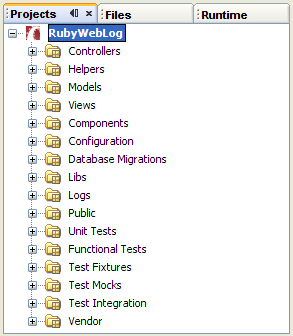 Projects Files Runtime
RubyWebLog
Controllers
Helpers
Models
Views
Components
Configuration
Database Migrations
Libs
Logs
Public
Unit Tests
Functional Tests
Test Fixtures
Test Mocks
Test Integration
Vendor